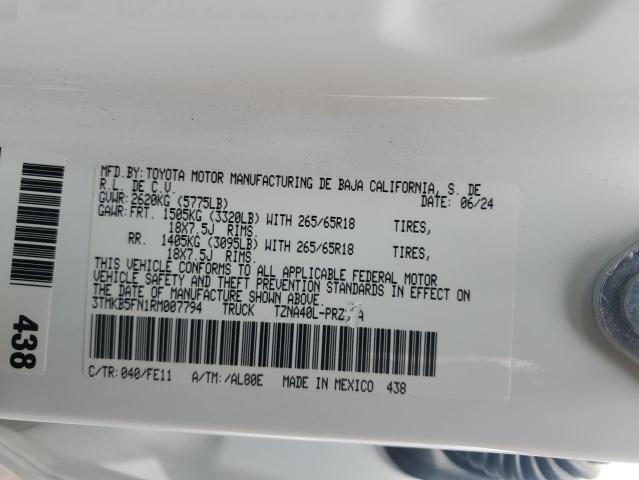 MFD.BY:TOYOTA MOTOR MANUFACTURING DE BAJA CALIFORNIA, S. DE
R.L. DE C.V. DATE: 06/24
GVWR: 2620KG (5775LB)
GAWR:FRT. 1505KG (3320LB) WITH 265/65R18 TIRES,
18X7.5J RIMS.
RR. 1405KG (3095LB) WITH 265/65R18 TIRES,
18X7.5J RIMS.
THIS VEHICLE CONFORMS TO ALL APPLICABLE FEDERAL MOTOR
VEHICLE SAFETY AND THEFT PREVENTION STANDARDS IN EFFECT ON
THE DATE OF MANUFACTURE SHOWN ABOVE.
3TMKB5FN1RM007794 TRUCK
C/TR:040/FE11 A/TM:/AL80E MADE IN MEXICO 438
438